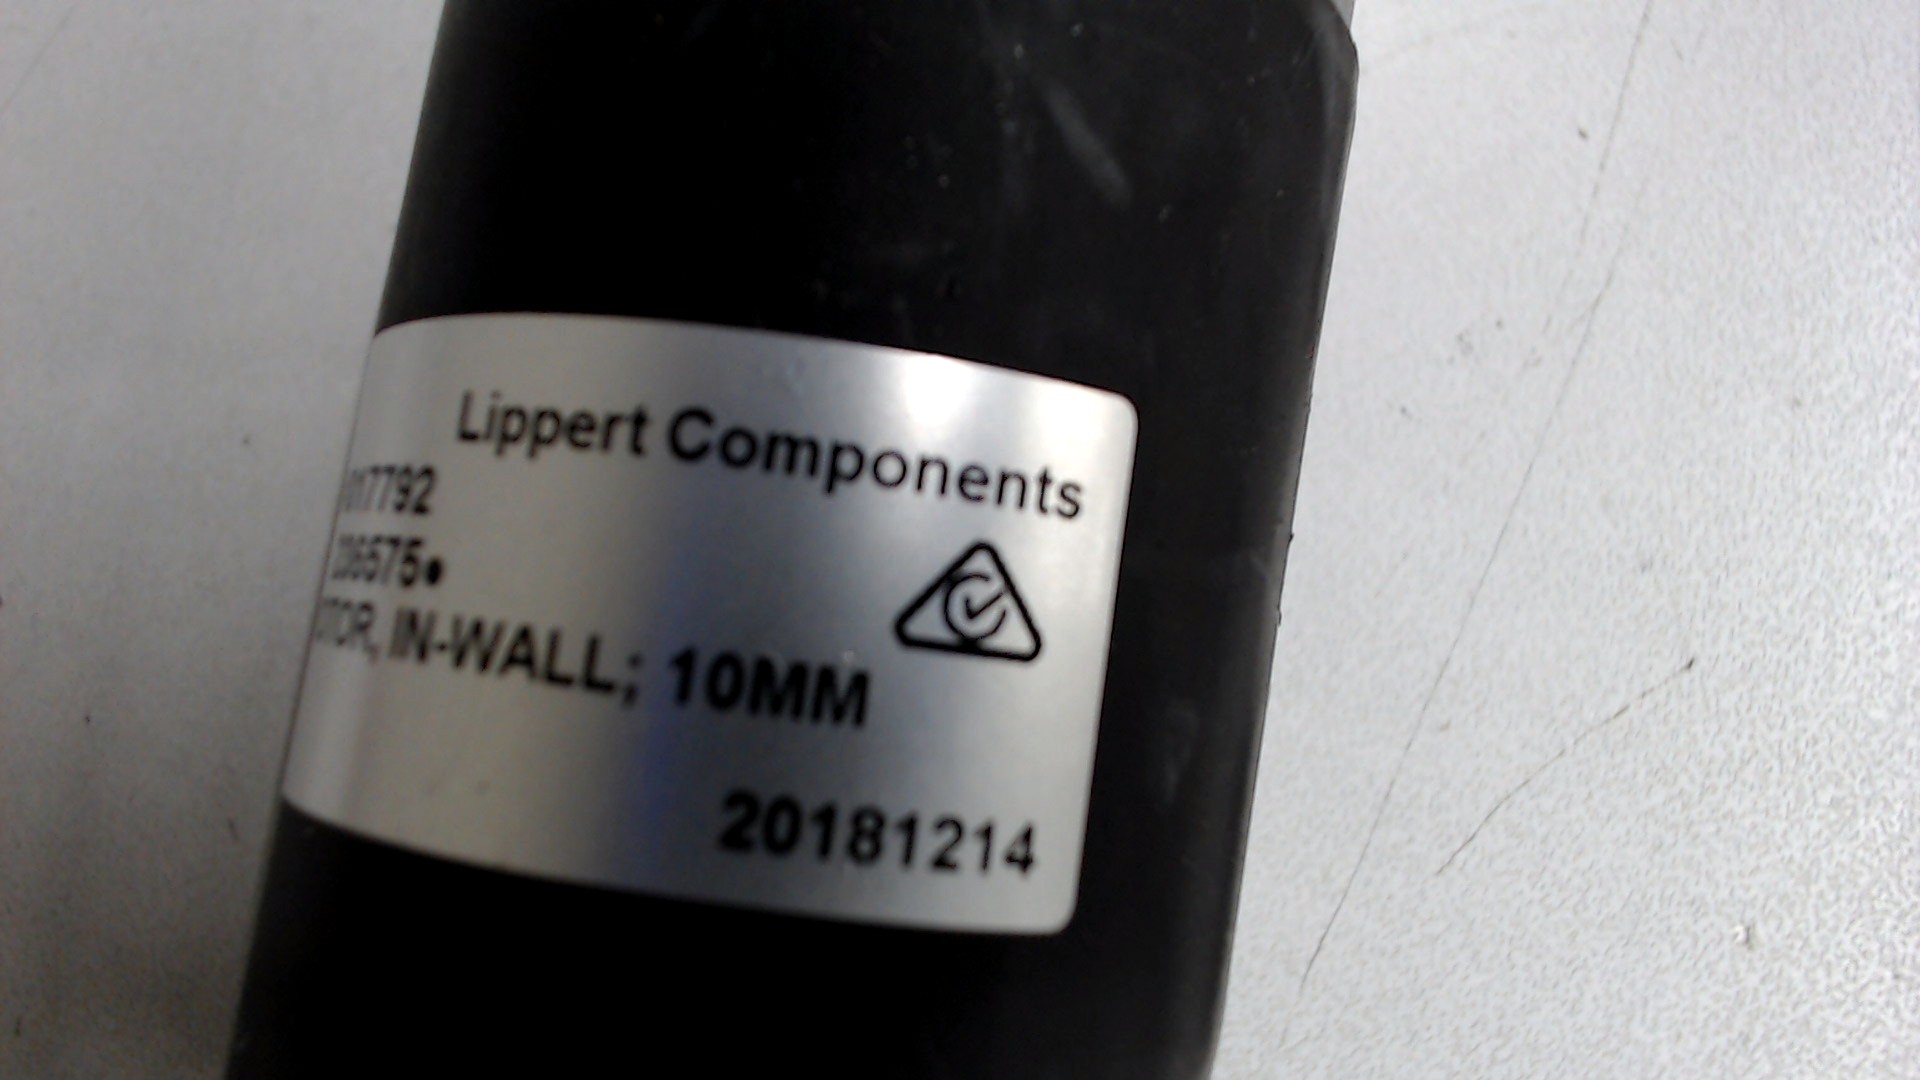 Lippert Components
017792
236575•
OTOR, IN-WALL; 10MM
20181214